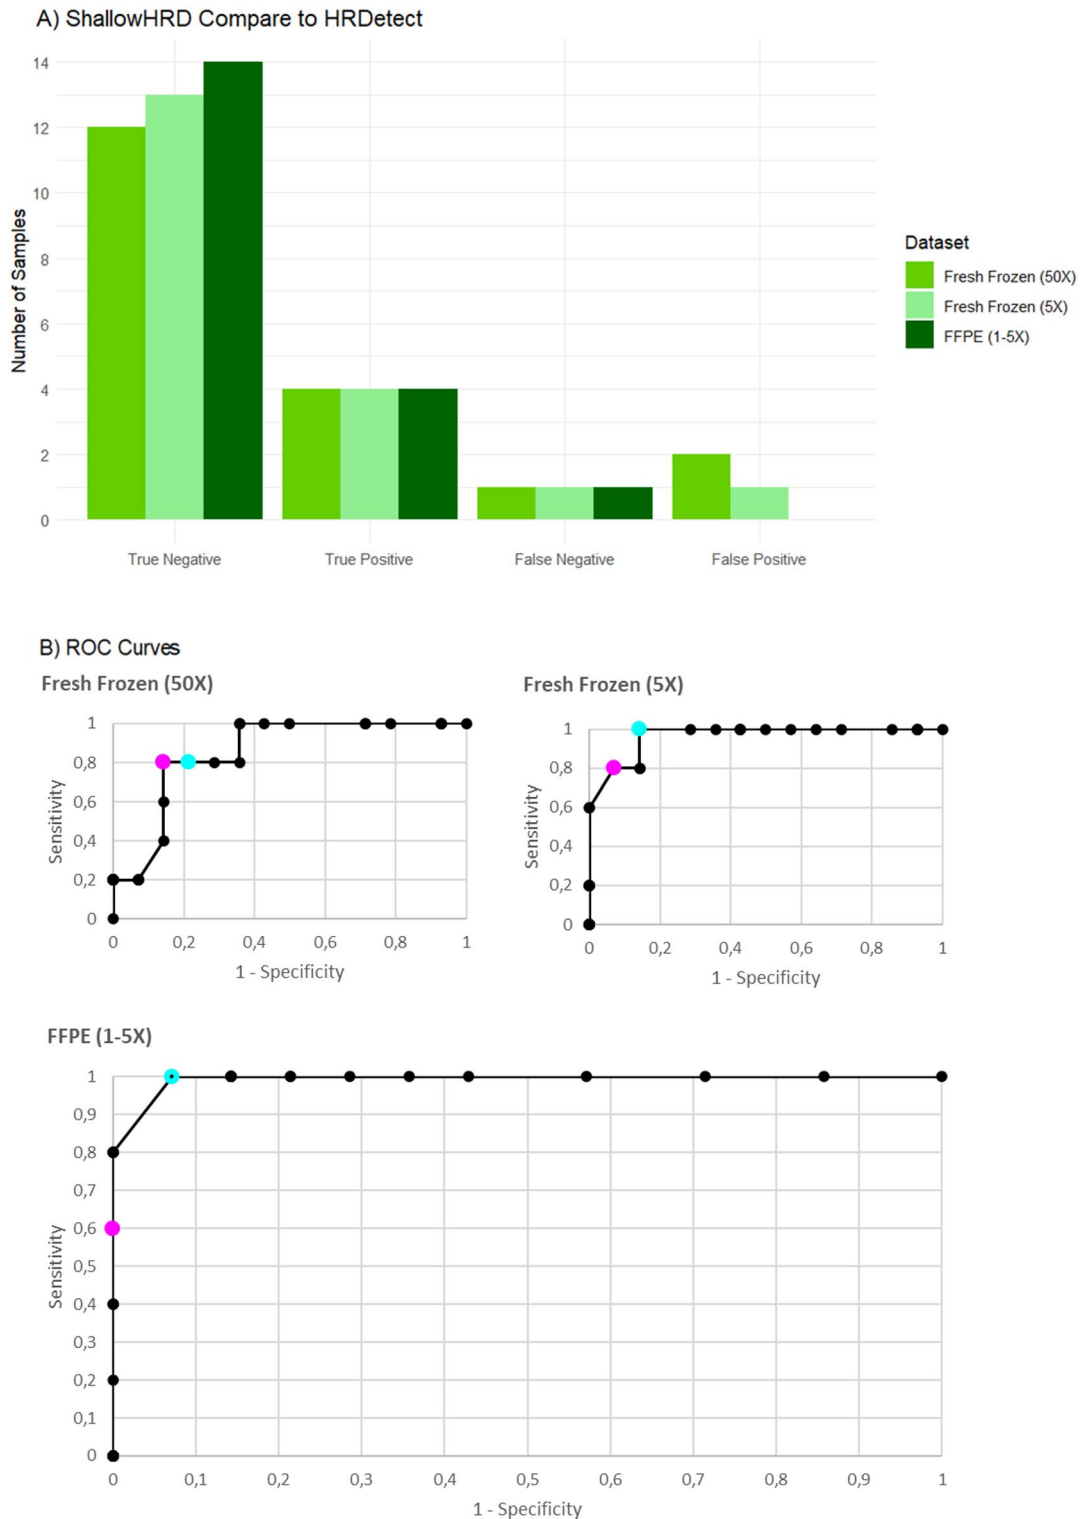 A) ShallowHRD Compare to HRDetect
14
12
10
8
6
4
2
0
Number of Samples
True Negative
True Positive
False Negative
False Positive
Dataset
Fresh Frozen (50X)
Fresh Frozen (5X)
FFPE (1-5X)
B) ROC Curves
Fresh Frozen (50X)
1
0,8
0,6
0,4
0,2
0
Sensitivity
0 0,2 0,4 0,6 0,8 1
1 - Specificity
Fresh Frozen (5X)
1
0,8
0,6
0,4
0,2
0
Sensitivity
0 0,2 0,4 0,6 0,8 1
1 - Specificity
FFPE (1-5X)
1
0,9
0,8
0,7
0,6
0,5
0,4
0,3
0,2
0,1
0
Sensitivity
0 0,1 0,2 0,3 0,4 0,5 0,6 0,7 0,8 0,9 1
1 - Specificity